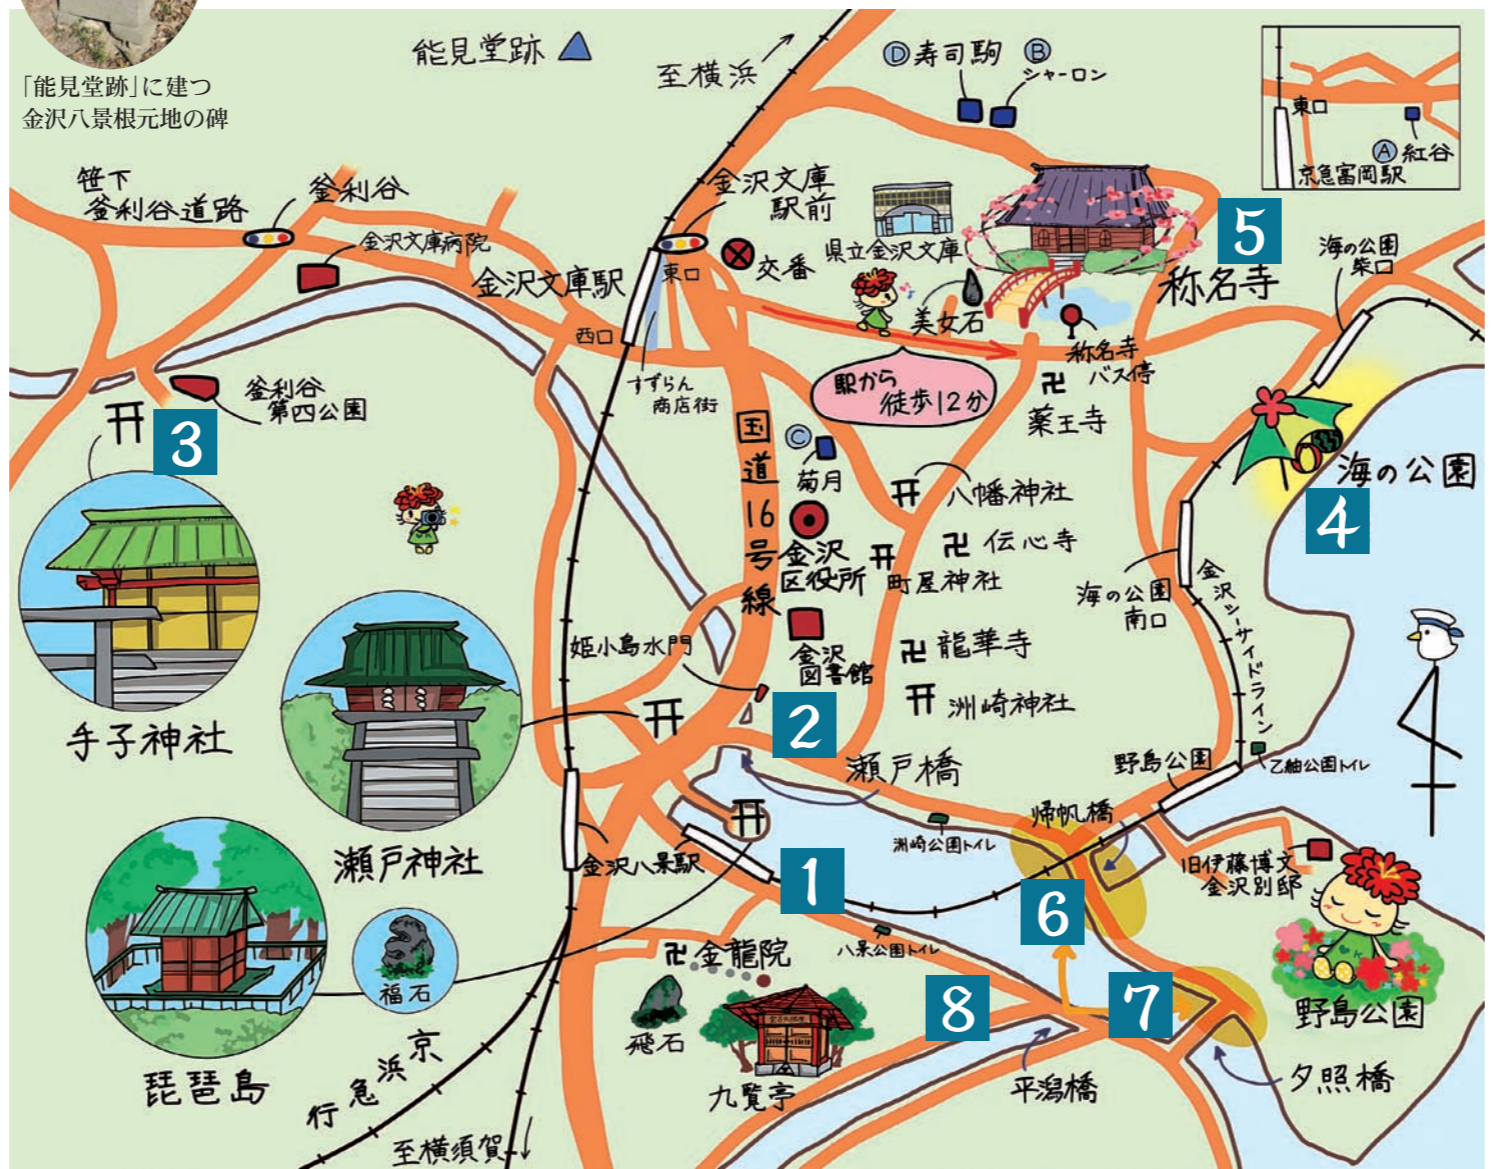 「能見堂跡」に建つ
金沢八景根元地の碑
能見堂跡
至横浜
Ⓓ寿司駒
Ⓑ
シャーロン
東口
Ⓐ紅谷
京急富岡駅
笹下
釜利谷道路
釜利谷
金沢文庫病院
金沢文庫
駅前
金沢文庫駅
東口
西口
交番
県立金沢文庫
美女石
5
称名寺
称名寺
バス停
海の公園
柴口
すずらん
商店街
駅から
徒歩12分
卍
薬王寺
釜利谷
第四公園
3
手子神社
国道16号線
Ⓒ
菊月
八幡神社
金沢
区役所
町屋神社
卍 伝心寺
海の公園
4
海の公園
南口
金沢シーサイドライン
姫小島水門
金沢
図書館
卍 龍華寺
洲崎神社
2
瀬戸橋
野島公園
乙舳公園トイレ
瀬戸神社
金沢八景駅
1
洲崎公園トイレ
帰帆橋
旧伊藤博文
金沢別邸
6
八景公園トイレ
卍金龍院
福石
飛石
九覧亭
8
7
野島公園
琵琶島
平潟橋
夕照橋
京浜急行
至横須賀